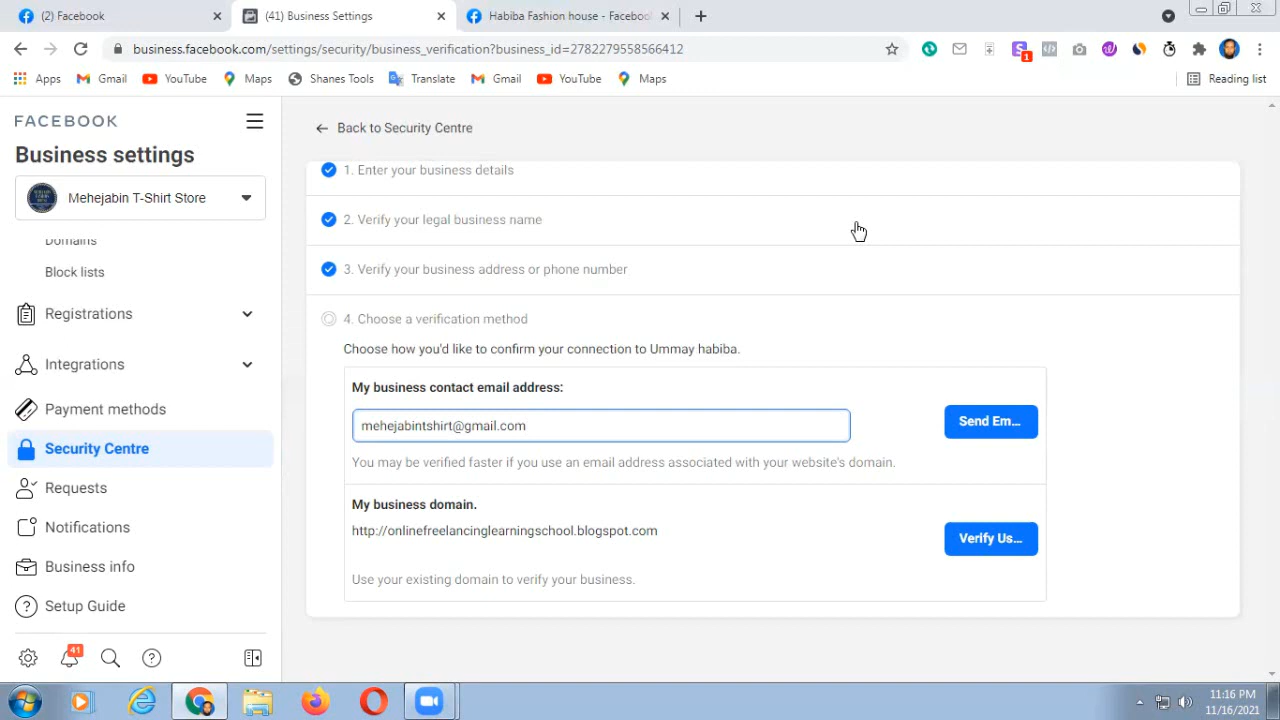 (2) Facebook
(41) Business Settings
Habiba Fashion house - Facebook
business.facebook.com/settings/security/business_verification?business_id=2782279558566412
1
Apps
Gmail
YouTube
Maps
Shanes Tools
Translate
Gmail
YouTube
Maps
Reading list
FACEBOOK
Business settings
Mehejabin T-Shirt Store
Domains
Block lists
Registrations
Integrations
Payment methods
Security Centre
Requests
Notifications
Business info
Setup Guide
41
Back to Security Centre
1. Enter your business details
2. Verify your legal business name
3. Verify your business address or phone number
4. Choose a verification method
Choose how you'd like to confirm your connection to Ummay habiba.
My business contact email address:
mehejabintshirt@gmail.com
Send Em...
You may be verified faster if you use an email address associated with your website's domain.
My business domain.
http://onlinefreelancinglearningschool.blogspot.com
Verify Us...
Use your existing domain to verify your business.
11:16 PM
11/16/2021